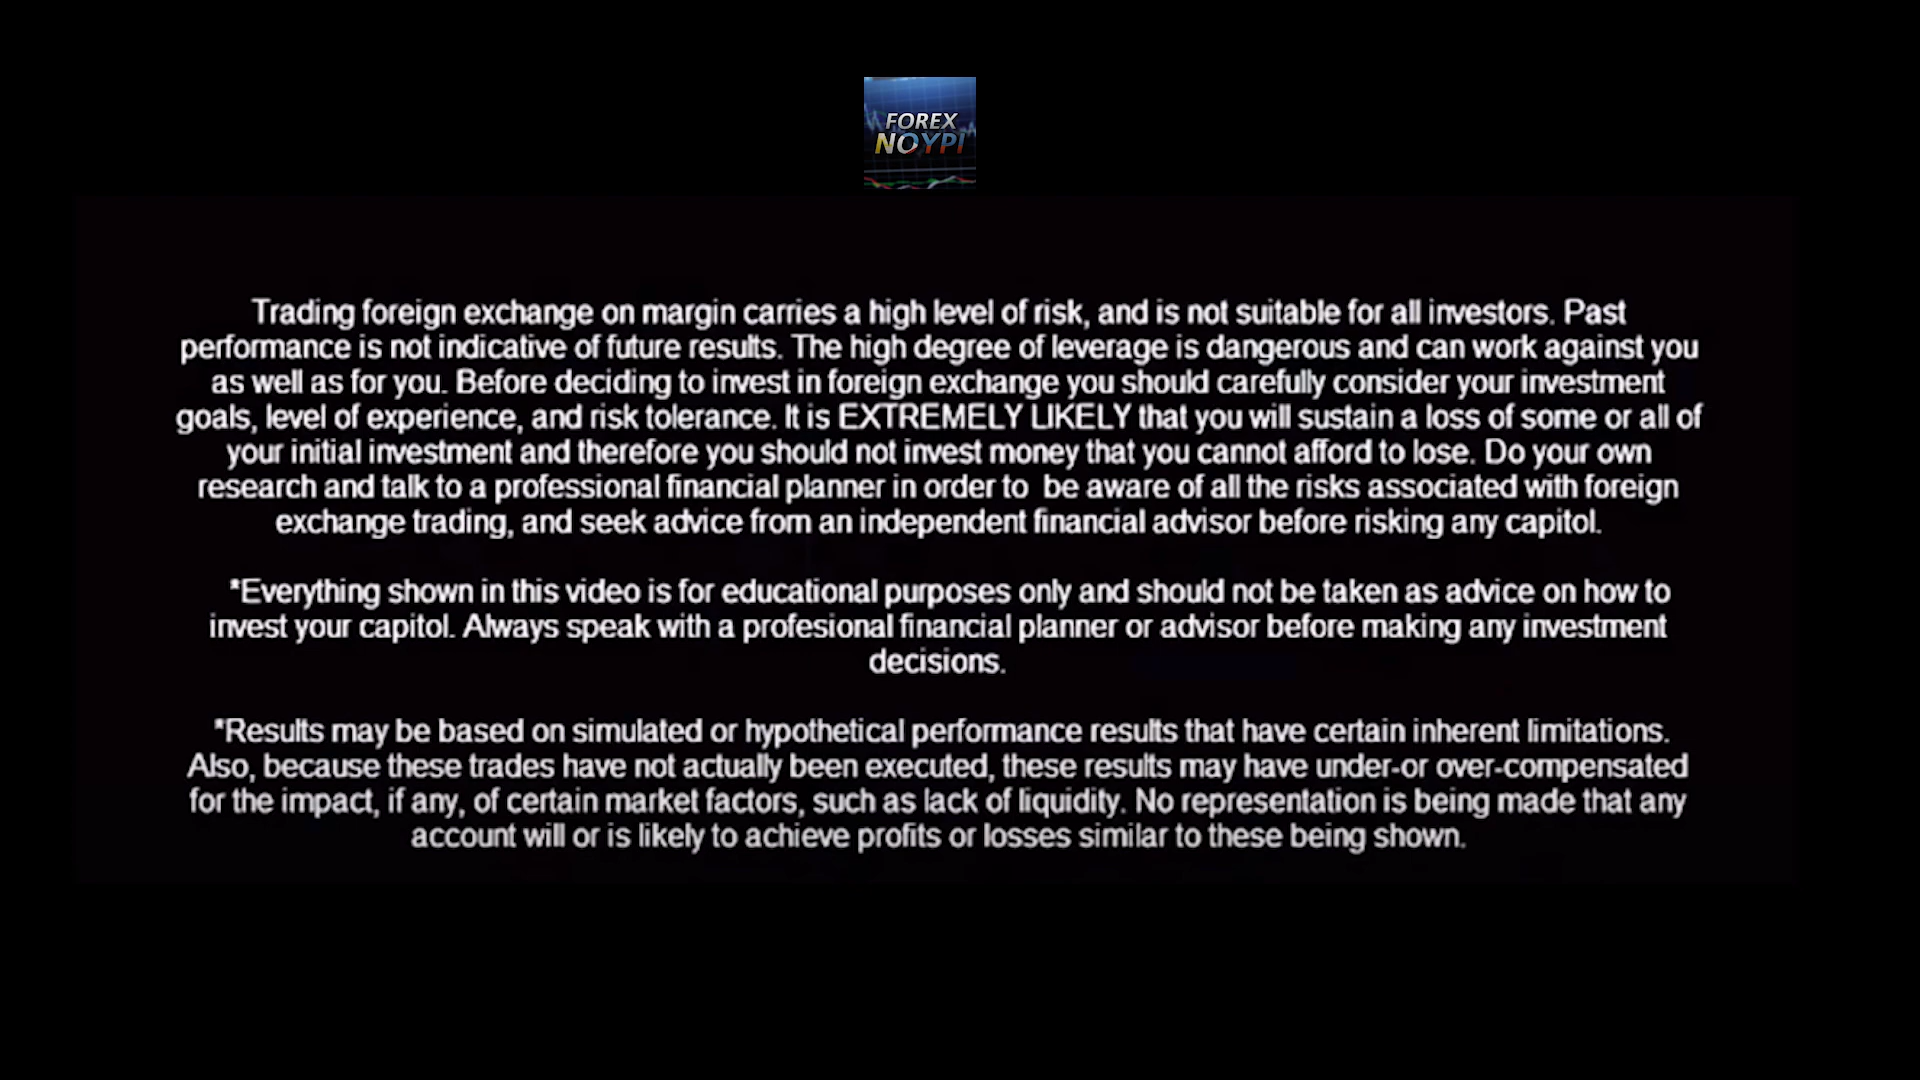 FOREX
NOYPI
Trading foreign exchange on margin carries a high level of risk, and is not suitable for all investors. Past
performance is not indicative of future results. The high degree of leverage is dangerous and can work against you
as well as for you. Before deciding to invest in foreign exchange you should carefully consider your investment
goals, level of experience, and risk tolerance. It is EXTREMELY LIKELY that you will sustain a loss of some or all of
your initial investment and therefore you should not invest money that you cannot afford to lose. Do your own
research and talk to a professional financial planner in order to  be aware of all the risks associated with foreign
exchange trading, and seek advice from an independent financial advisor before risking any capitol.
*Everything shown in this video is for educational purposes only and should not be taken as advice on how to
invest your capitol. Always speak with a profesional financial planner or advisor before making any investment
decisions.
*Results may be based on simulated or hypothetical performance results that have certain inherent limitations.
Also, because these trades have not actually been executed, these results may have under-or over-compensated
for the impact, if any, of certain market factors, such as lack of liquidity. No representation is being made that any
account will or is likely to achieve profits or losses similar to these being shown.